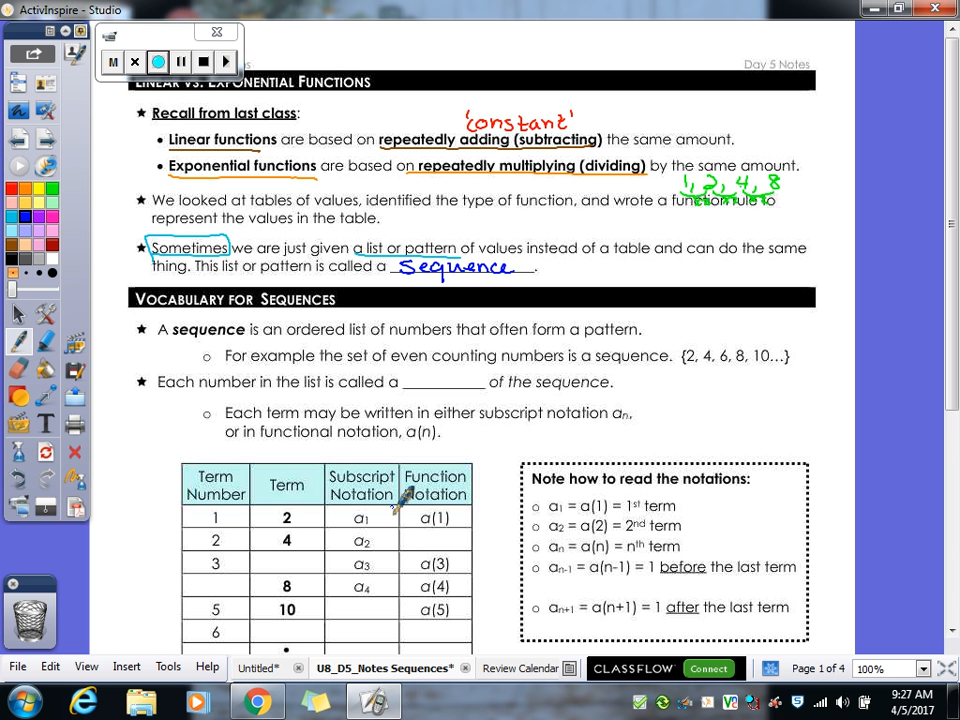 ActivInspire - Studio
M
Day 5 Notes
LINEAR VS. EXPONENTIAL FUNCTIONS
★ Recall from last class:
'constant'
• Linear functions are based on repeatedly adding (subtracting) the same amount.
• Exponential functions are based on repeatedly multiplying (dividing) by the same amount.
1, 2, 4, 8
★ We looked at tables of values, identified the type of function, and wrote a function rule to
represent the values in the table.
★ Sometimes we are just given a list or pattern of values instead of a table and can do the same
thing. This list or pattern is called a sequence.
VOCABULARY FOR SEQUENCES
★ A sequence is an ordered list of numbers that often form a pattern.
o For example the set of even counting numbers is a sequence. {2, 4, 6, 8, 10…}
★ Each number in the list is called a __________ of the sequence.
o Each term may be written in either subscript notation aₙ,
or in functional notation, a(n).
Term Number Term Subscript Notation Function Notation
1 2 a₁ a(1)
2 4 a₂
3 a₃ a(3)
8 a₄ a(4)
5 10 a(5)
6
Note how to read the notations:
o a₁ = a(1) = 1st term
o a₂ = a(2) = 2nd term
o aₙ = a(n) = nth term
o aₙ₋₁ = a(n-1) = 1 before the last term
o aₙ₊₁ = a(n+1) = 1 after the last term
File Edit View Insert Tools Help Untitled* U8_D5_Notes Sequences* Review Calendar CLASSFLOW Connect Page 1 of 4 100%
9:27 AM
4/5/2017